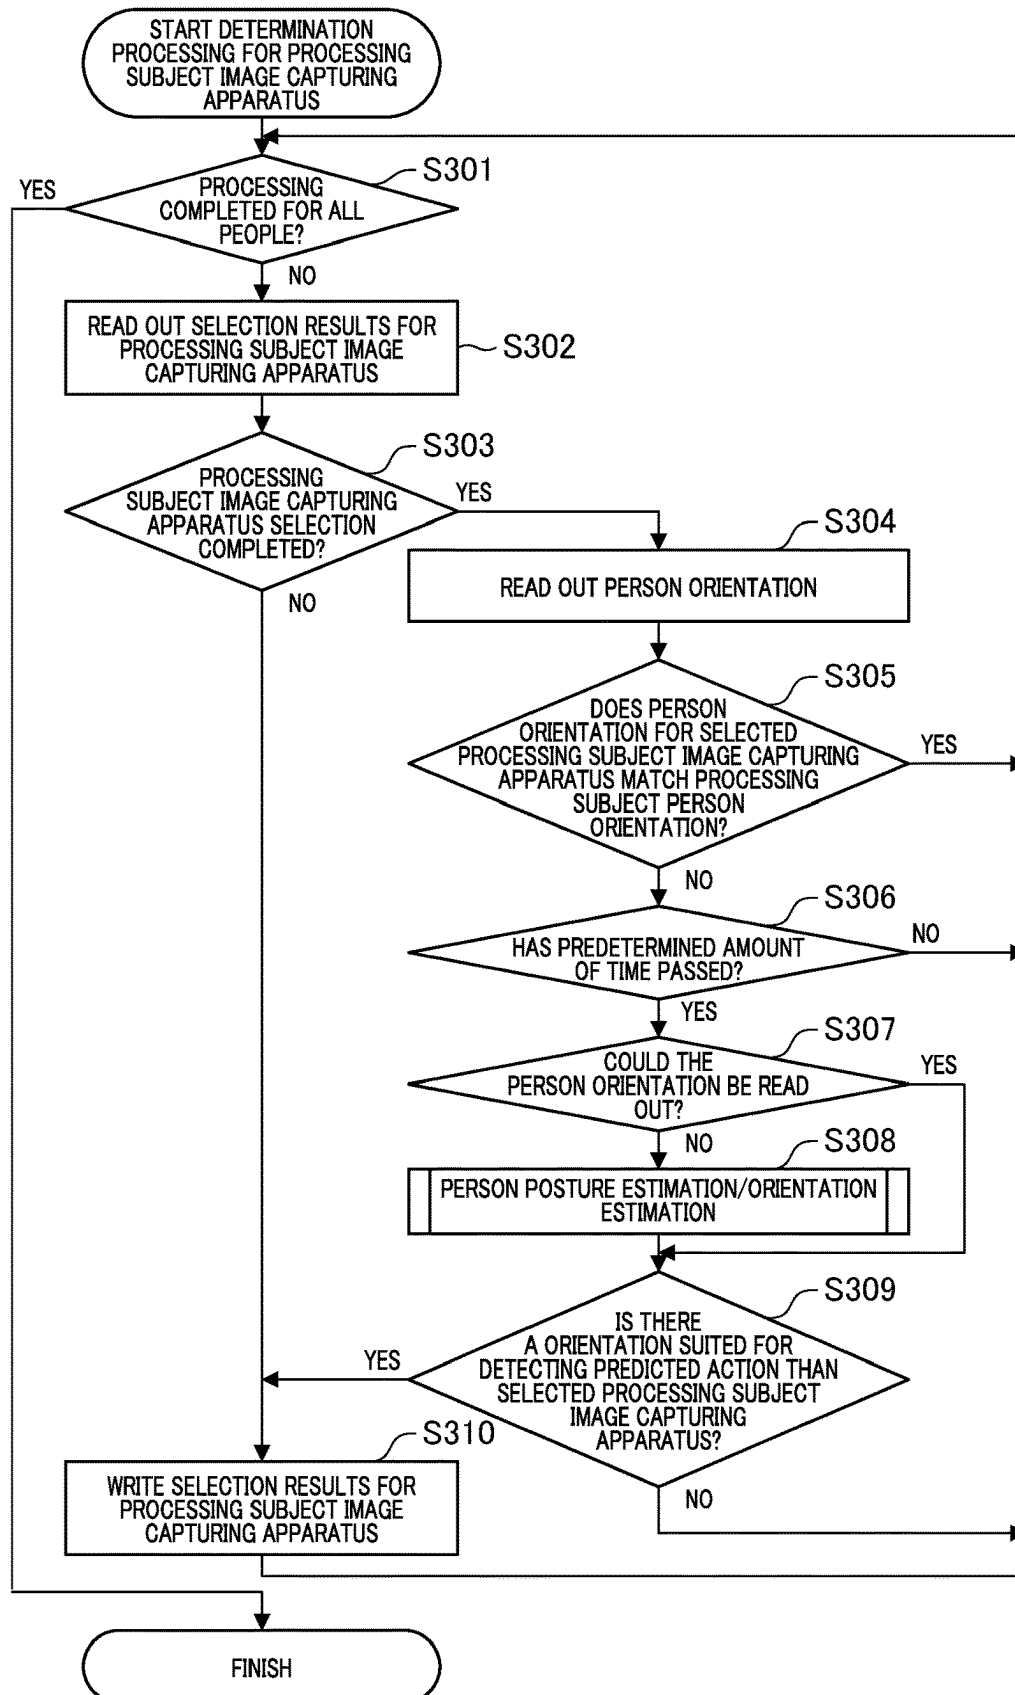 START DETERMINATION
PROCESSING FOR PROCESSING
SUBJECT IMAGE CAPTURING
APPARATUS
S301
YES
PROCESSING
COMPLETED FOR ALL
PEOPLE?
NO
READ OUT SELECTION RESULTS FOR
PROCESSING SUBJECT IMAGE
CAPTURING APPARATUS
S302
S303
PROCESSING
SUBJECT IMAGE CAPTURING
APPARATUS SELECTION
COMPLETED?
YES
NO
S304
READ OUT PERSON ORIENTATION
S305
DOES PERSON
ORIENTATION FOR SELECTED
PROCESSING SUBJECT IMAGE CAPTURING
APPARATUS MATCH PROCESSING
SUBJECT PERSON
ORIENTATION?
YES
NO
S306
HAS PREDETERMINED AMOUNT
OF TIME PASSED?
NO
YES
S307
COULD THE
PERSON ORIENTATION BE READ
OUT?
YES
NO
S308
PERSON POSTURE ESTIMATION/ORIENTATION
ESTIMATION
S309
IS THERE
A ORIENTATION SUITED FOR
DETECTING PREDICTED ACTION THAN
SELECTED PROCESSING SUBJECT
IMAGE CAPTURING
APPARATUS?
YES
NO
S310
WRITE SELECTION RESULTS FOR
PROCESSING SUBJECT IMAGE
CAPTURING APPARATUS
FINISH